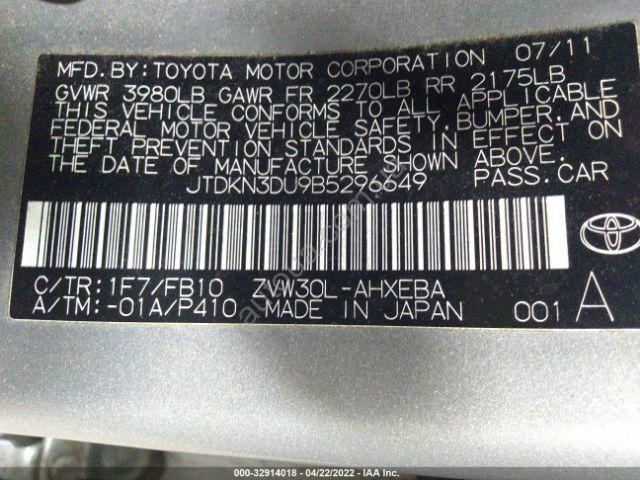 MFD. BY: TOYOTA MOTOR CORPORATION 07/11
GVWR 3980LB GAWR FR 2270LB RR 2175LB
THIS VEHICLE CONFORMS TO ALL APPLICABLE
FEDERAL MOTOR VEHICLE SAFETY, BUMPER, AND
THEFT PREVENTION STANDARDS IN EFFECT ON
THE DATE OF MANUFACTURE SHOWN ABOVE.
JTDKN3DU9B5296649 PASS. CAR
C/TR: 1F7/FB10 ZVW30L-AHXEBA
A/TM: -01A/P410 MADE IN JAPAN 001 A
TOYOTA
000-32914018 - 04/22/2022 - IAA Inc.